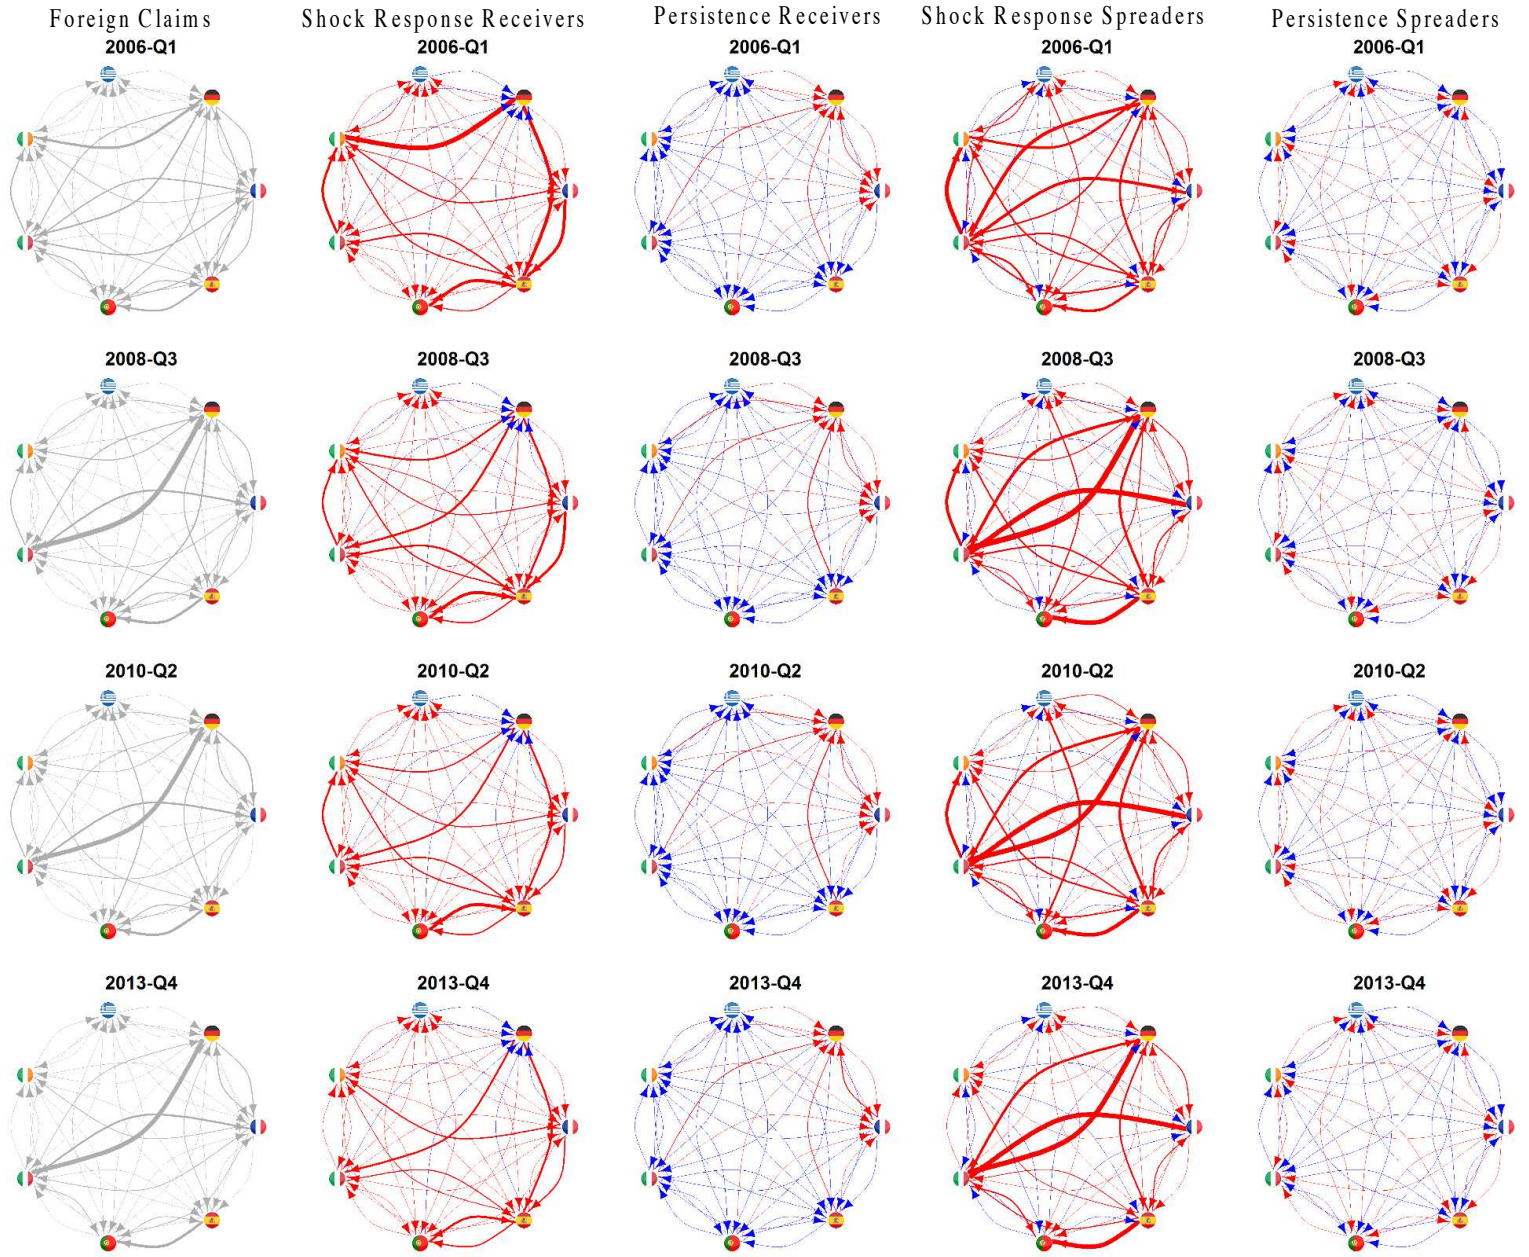 Foreign Claims Shock Response Receivers Persistence Receivers Shock Response Spreaders Persistence Spreaders
2006-Q1 2006-Q1 2006-Q1 2006-Q1 2006-Q1
2008-Q3 2008-Q3 2008-Q3 2008-Q3 2008-Q3
2010-Q2 2010-Q2 2010-Q2 2010-Q2 2010-Q2
2013-Q4 2013-Q4 2013-Q4 2013-Q4 2013-Q4